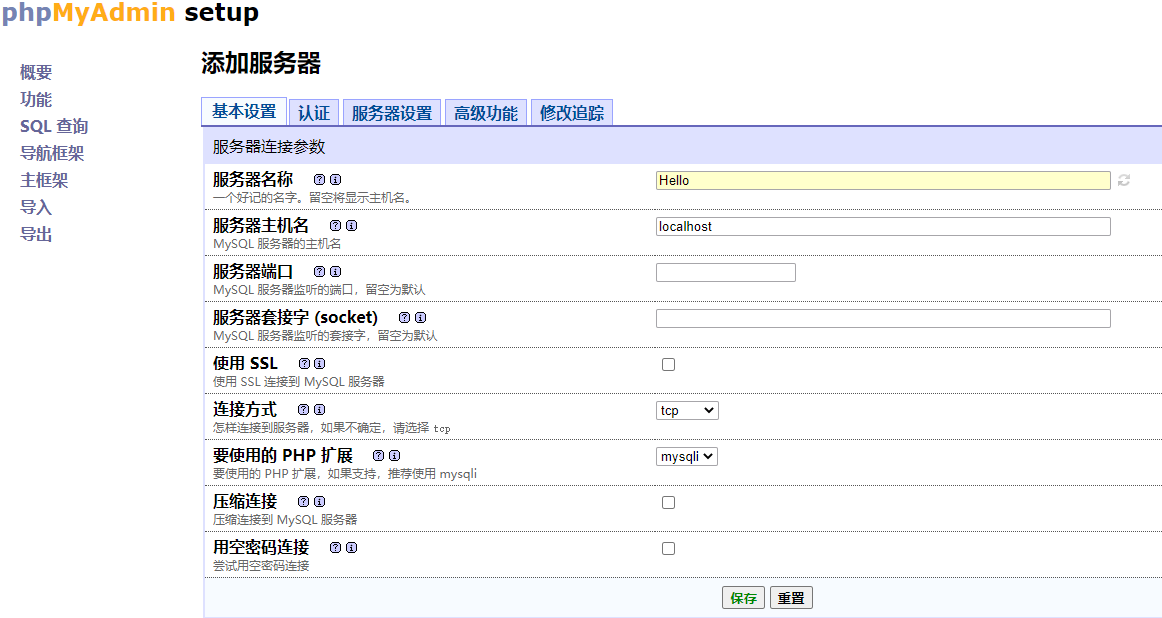 phpMyAdmin setup
概要
功能
SQL 查询
导航框架
主框架
导入
导出
添加服务器
基本设置 认证 服务器设置 高级功能 修改追踪
服务器连接参数
服务器名称 Hello
一个好记的名字。留空将显示主机名。
服务器主机名 localhost
MySQL 服务器的主机名
服务器端口
MySQL 服务器监听的端口，留空为默认
服务器套接字 (socket)
MySQL 服务器监听的套接字，留空为默认
使用 SSL
使用 SSL 连接到 MySQL 服务器
连接方式 tcp
怎样连接到服务器，如果不确定，请选择 tcp
要使用的 PHP 扩展 mysqli
要使用的 PHP 扩展，如果支持，推荐使用 mysqli
压缩连接
压缩连接到 MySQL 服务器
用空密码连接
尝试用空密码连接
保存 重置